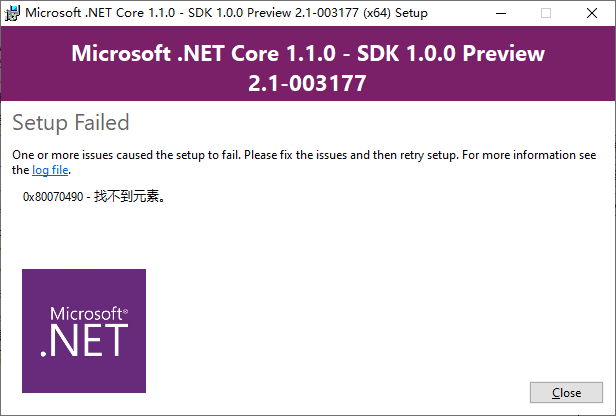 Microsoft .NET Core 1.1.0 - SDK 1.0.0 Preview 2.1-003177 (x64) Setup
Microsoft .NET Core 1.1.0 - SDK 1.0.0 Preview
2.1-003177
Setup Failed
One or more issues caused the setup to fail. Please fix the issues and then retry setup. For more information see
the log file.
0x80070490 - 找不到元素。
Microsoft®
.NET
Close